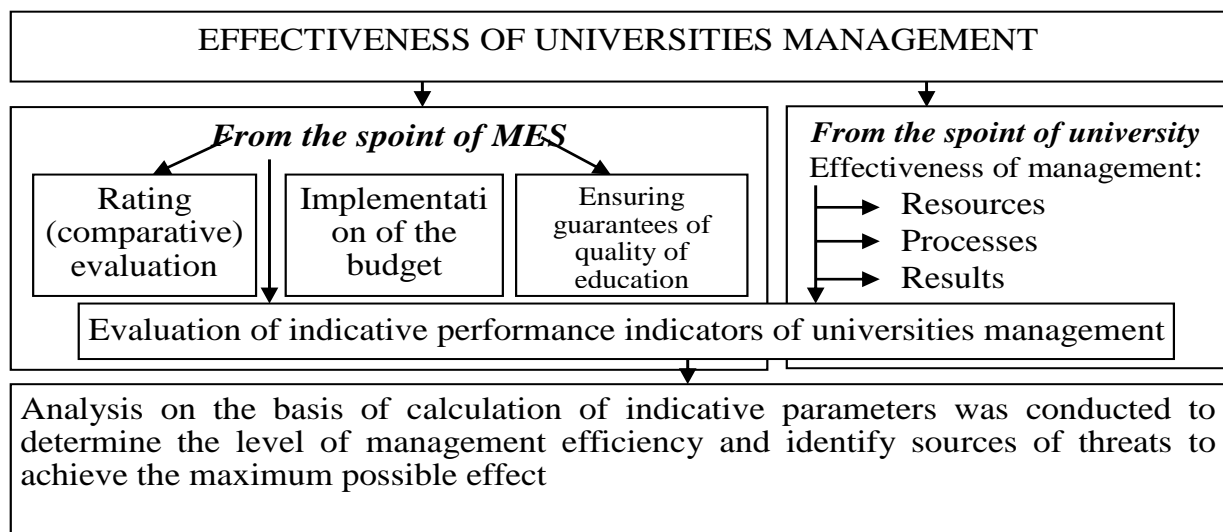 EFFECTIVENESS OF UNIVERSITIES MANAGEMENT
From the spoint of MES
Rating
(comparative)
evaluation
Implementati
on of the
budget
Ensuring
guarantees of
quality of
education
From the spoint of university
Effectiveness of management:
Resources
Processes
Results
Evaluation of indicative performance indicators of universities management
Analysis on the basis of calculation of indicative parameters was conducted to
determine the level of management efficiency and identify sources of threats to
achieve the maximum possible effect